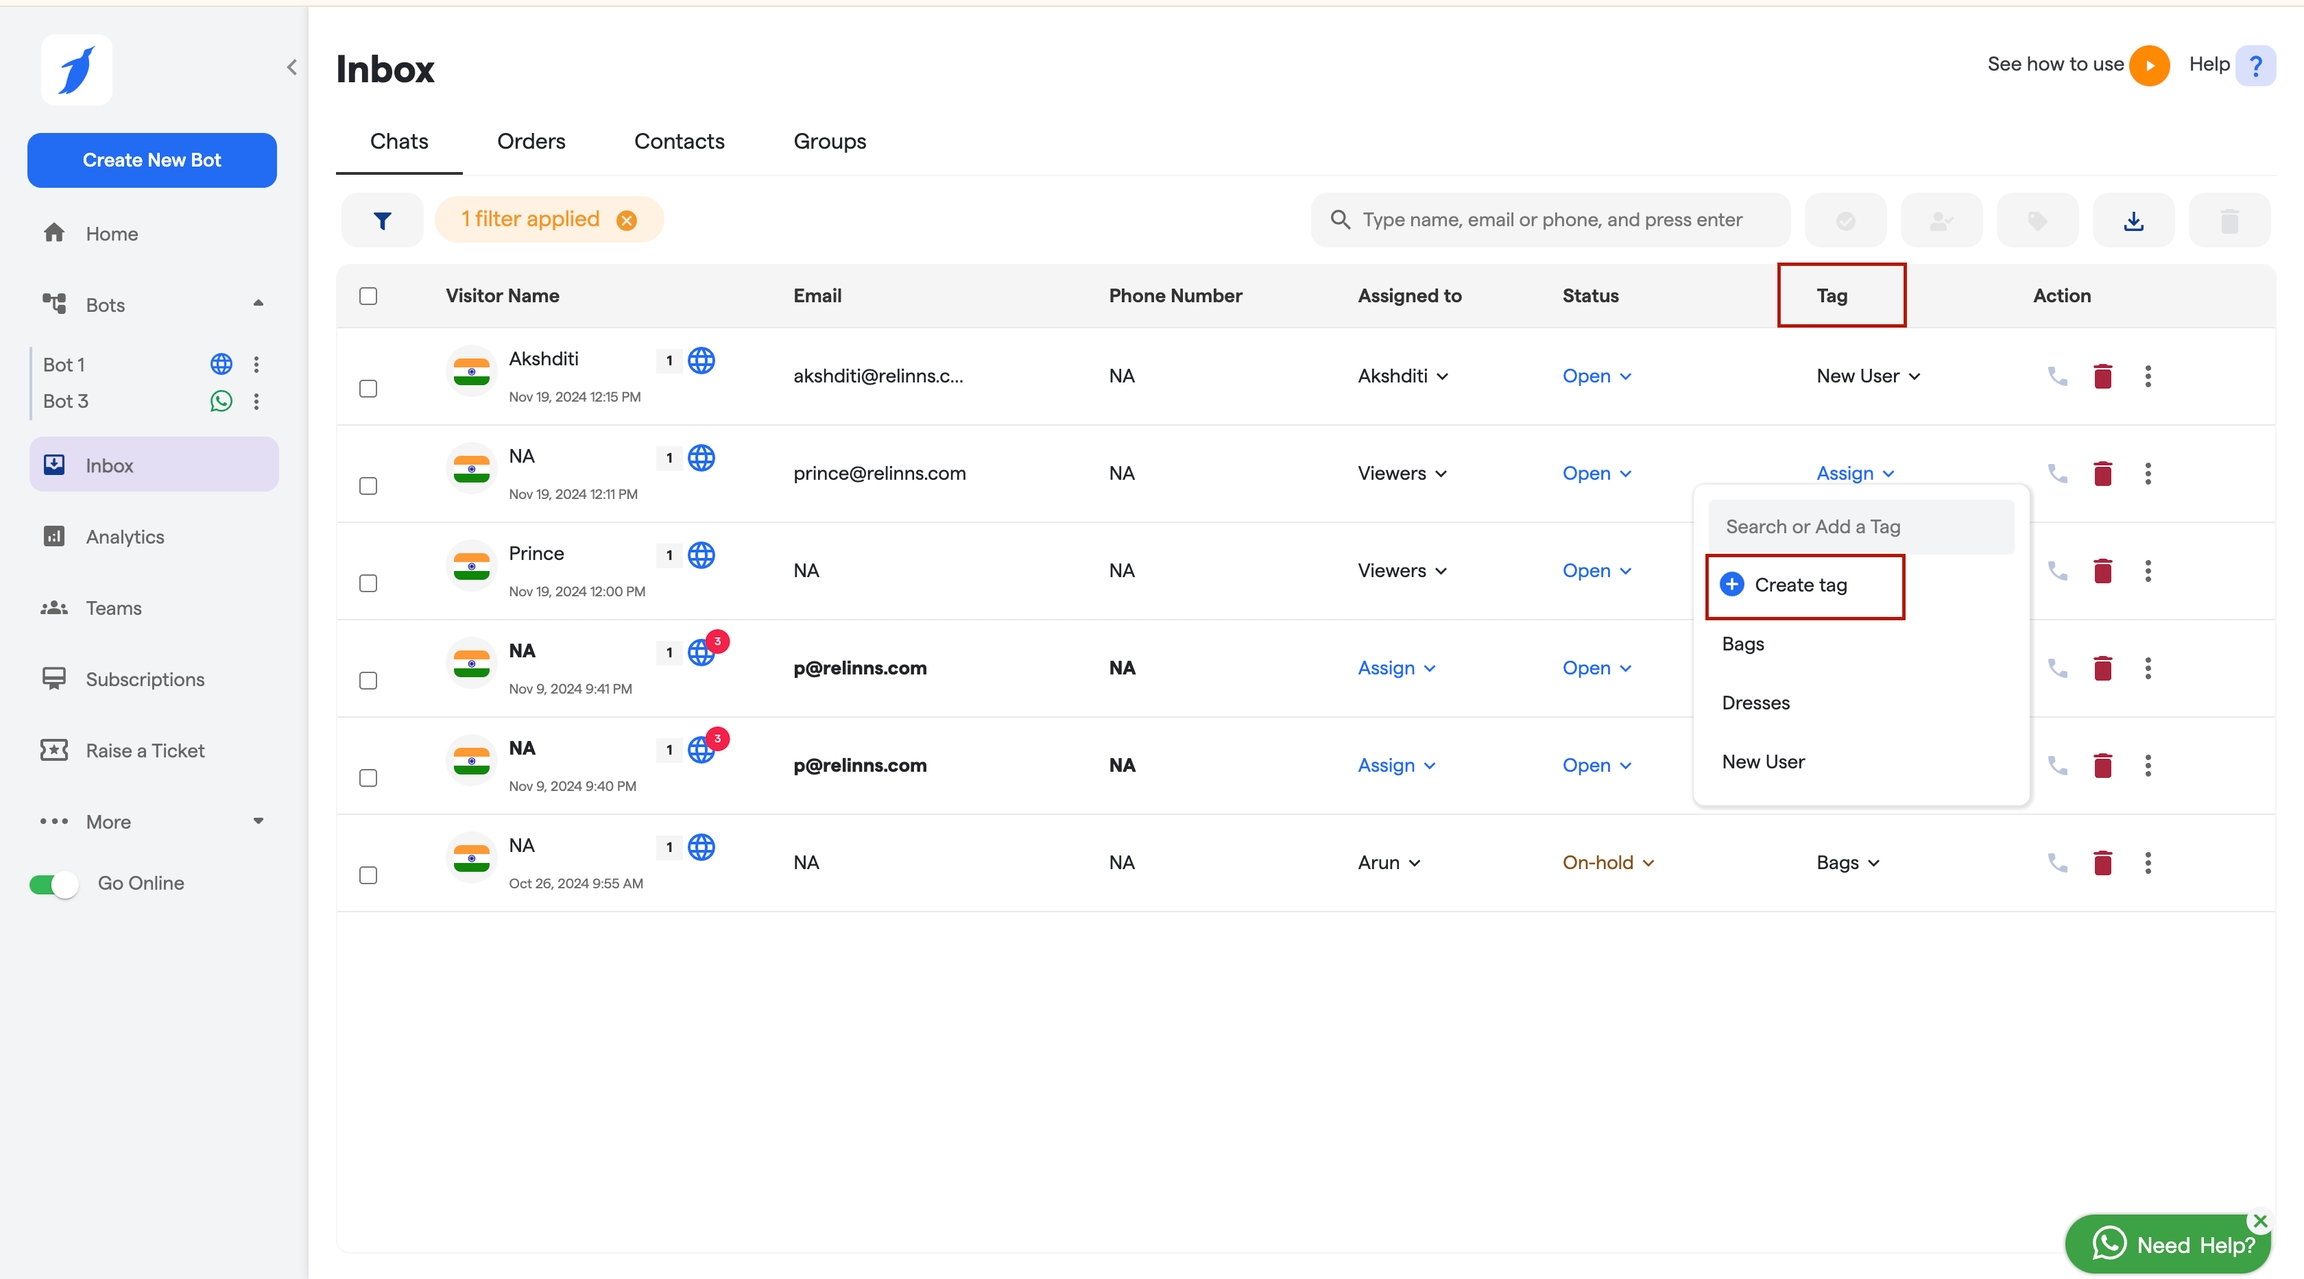 Inbox
See how to use
Help ?
Create New Bot
Home
Bots
Bot 1
Bot 3
Inbox
Analytics
Teams
Subscriptions
Raise a Ticket
More
Go Online
Chats Orders Contacts Groups
1 filter applied
Type name, email or phone, and press enter
Visitor Name Email Phone Number Assigned to Status Tag Action
Akshditi 1 akshditi@relinns.c... NA Akshditi Open New User
Nov 19, 2024 12:15 PM
NA 1 prince@relinns.com NA Viewers Open Assign
Nov 19, 2024 12:11 PM
Prince 1 NA NA Viewers Open
Nov 19, 2024 12:00 PM
NA 1 3 p@relinns.com NA Assign Open
Nov 9, 2024 9:41 PM
NA 1 3 p@relinns.com NA Assign Open
Nov 9, 2024 9:40 PM
NA 1 NA NA Arun On-hold Bags
Oct 26, 2024 9:55 AM
Search or Add a Tag
Create tag
Bags
Dresses
New User
Need Help?